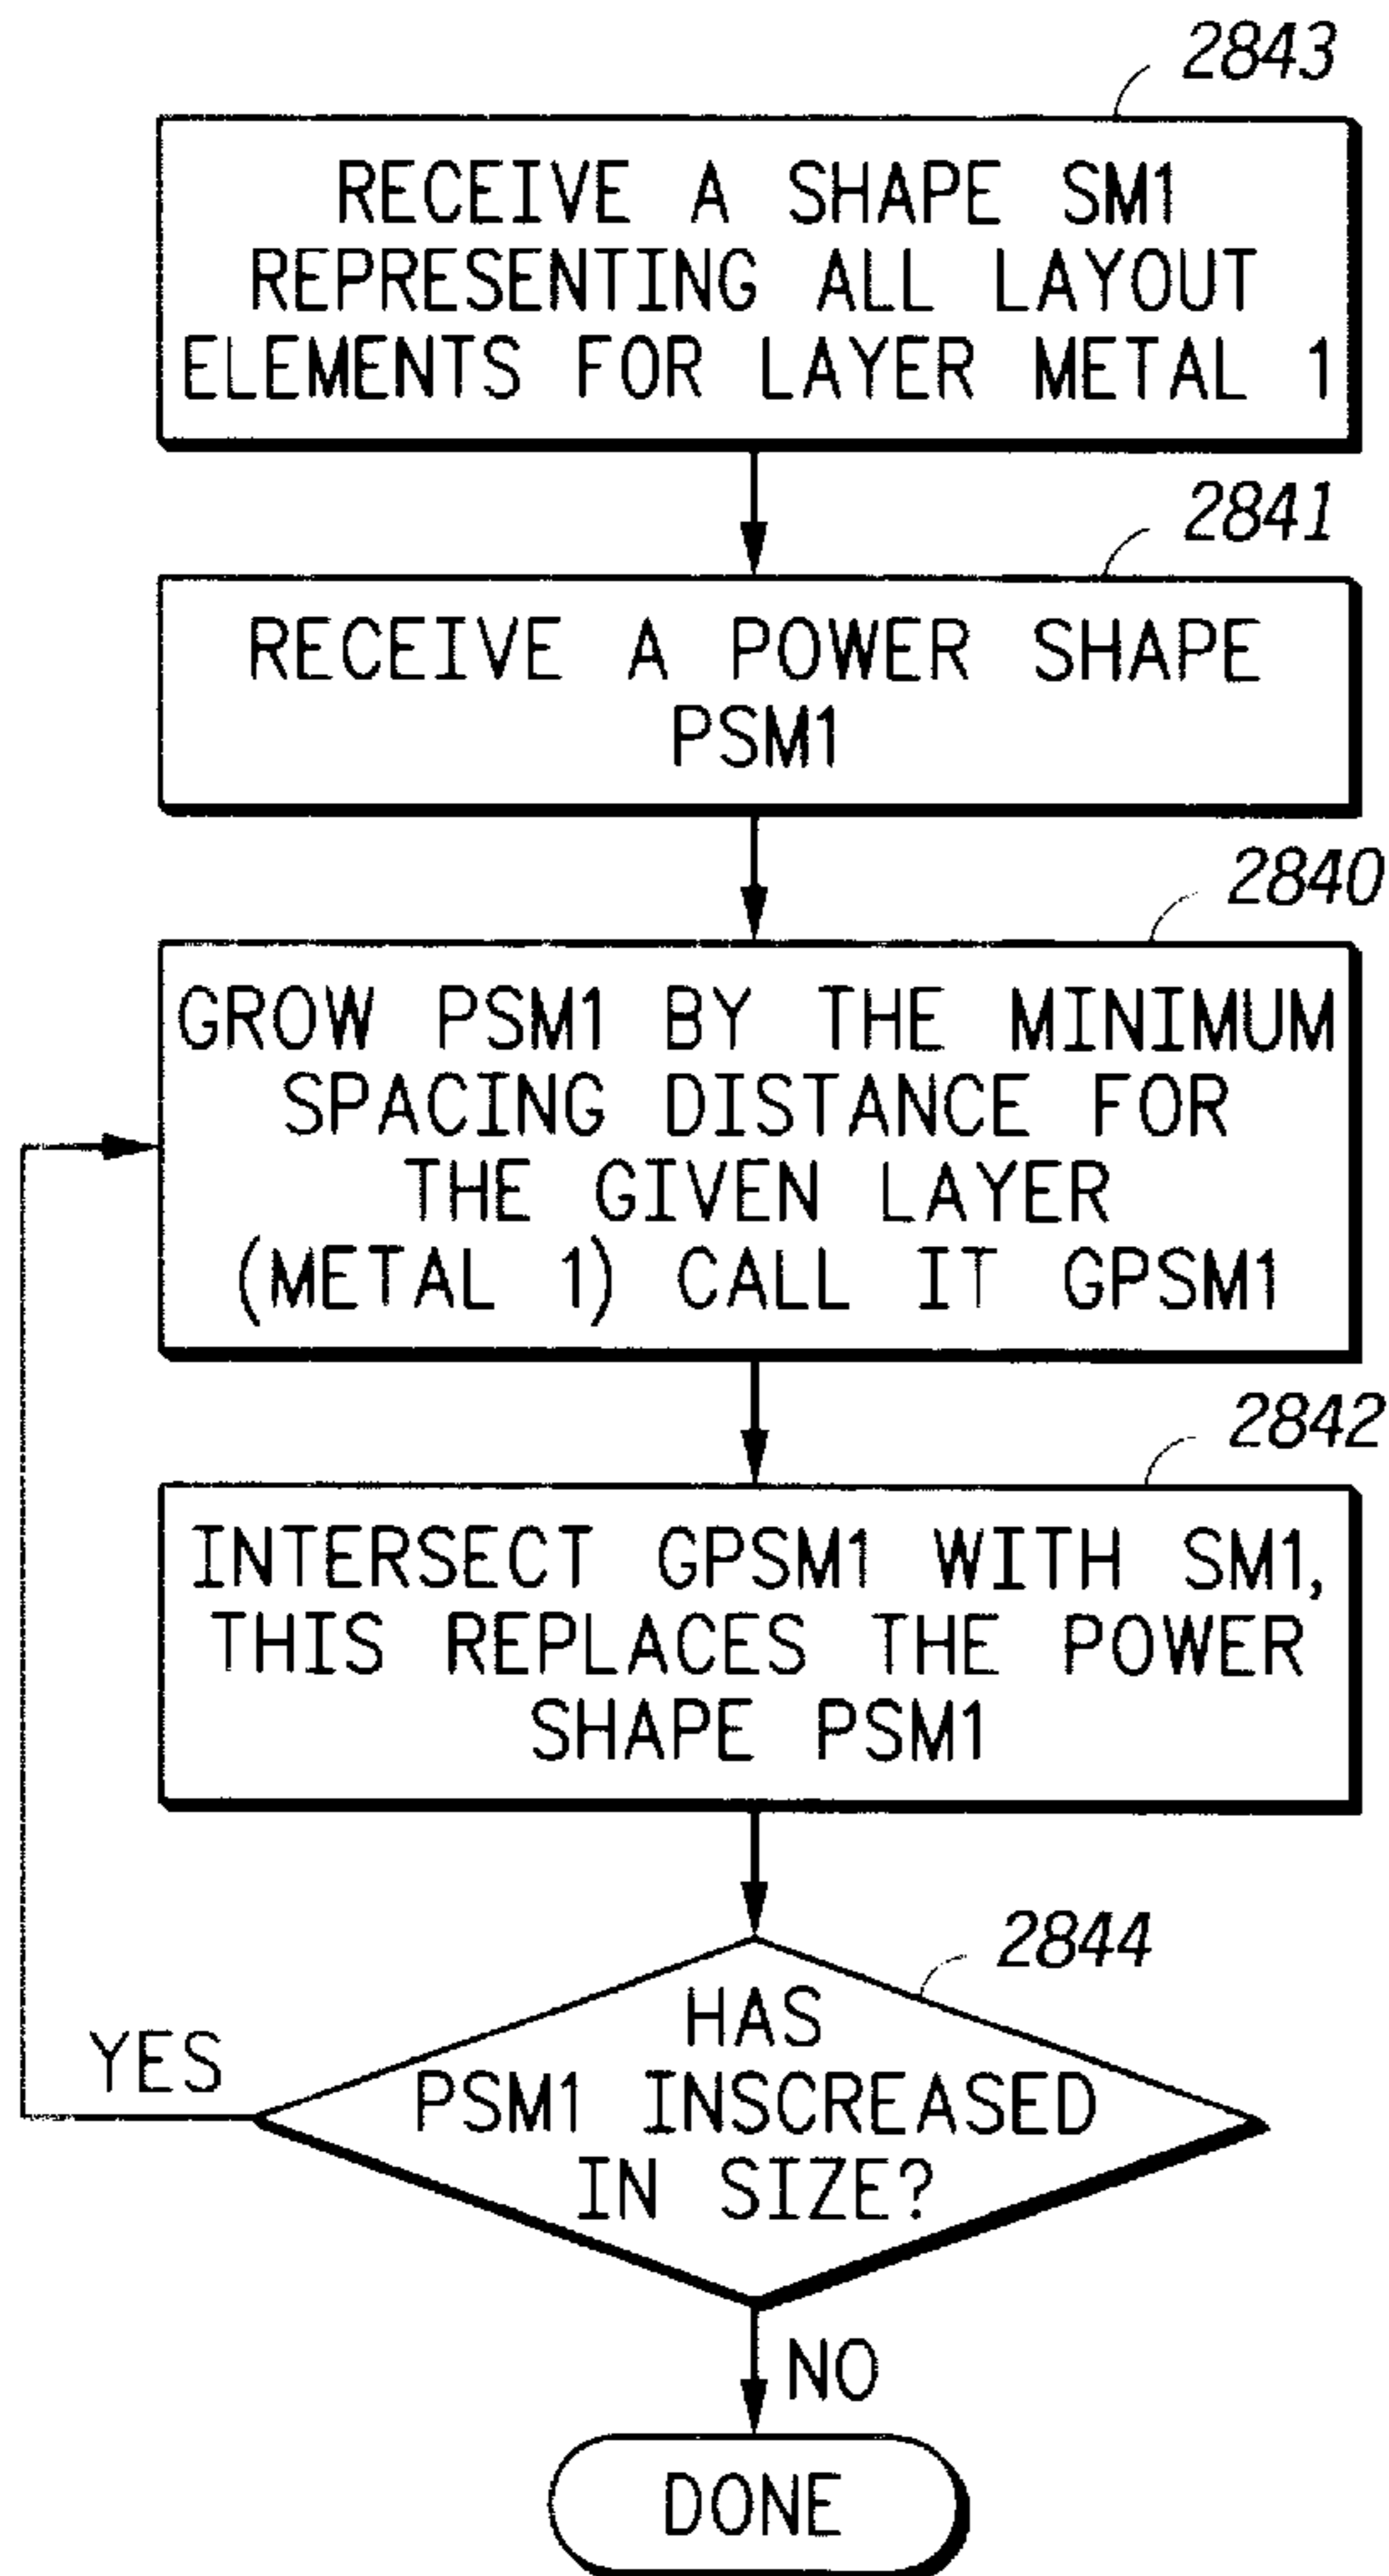 2843
RECEIVE A SHAPE SM1
REPRESENTING ALL LAYOUT
ELEMENTS FOR LAYER METAL 1
2841
RECEIVE A POWER SHAPE
PSM1
2840
GROW PSM1 BY THE MINIMUM
SPACING DISTANCE FOR
THE GIVEN LAYER
(METAL 1) CALL IT GPSM1
2842
INTERSECT GPSM1 WITH SM1,
THIS REPLACES THE POWER
SHAPE PSM1
2844
HAS
PSM1 INSCREASED
IN SIZE?
YES
NO
DONE